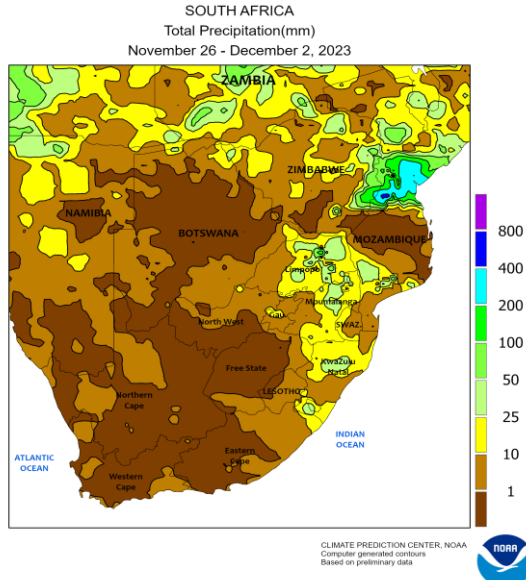 SOUTH AFRICA
Total Precipitation(mm)
November 26 - December 2, 2023
ZAMBIA
ZIMBABWE
NAMIBIA
BOTSWANA
MOZAMBIQUE
Limpopo
Mpumalanga
North West
Gau.
SWAZ.
Free State
KwaZulu
Natal
LESOTHO
Northern
Cape
Eastern
Cape
Western
Cape
ATLANTIC
OCEAN
INDIAN
OCEAN
800
400
200
100
50
25
10
1
CLIMATE PREDICTION CENTER, NOAA
Computer generated contours
Based on preliminary data
NOAA